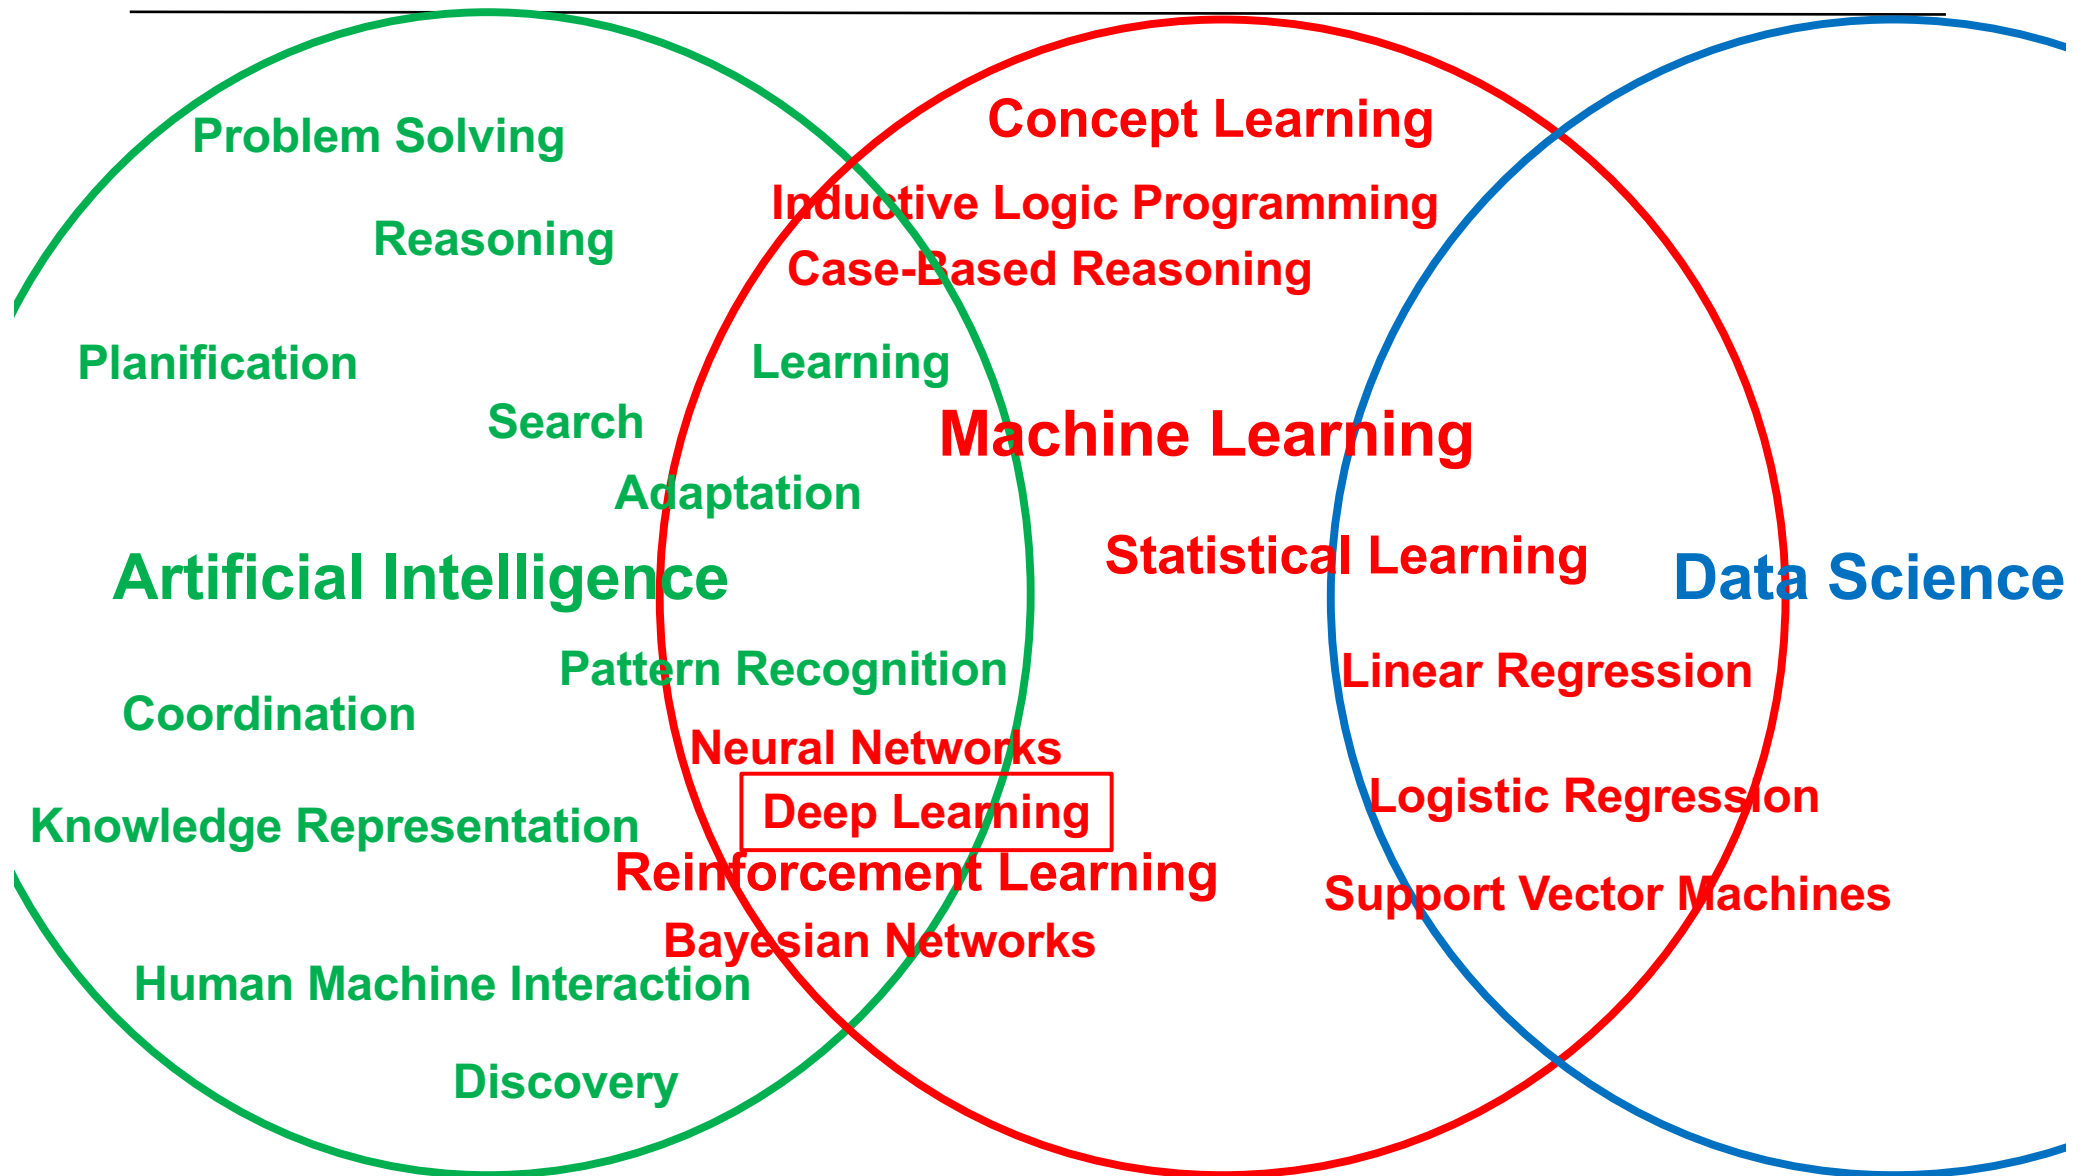 Problem Solving
Concept Learning
Inductive Logic Programming
Reasoning
Case-Based Reasoning
Planification
Learning
Search
Machine Learning
Adaptation
Statistical Learning
Artificial Intelligence
Data Science
Pattern Recognition
Linear Regression
Coordination
Neural Networks
Deep Learning
Logistic Regression
Knowledge Representation
Reinforcement Learning
Support Vector Machines
Bayesian Networks
Human Machine Interaction
Discovery